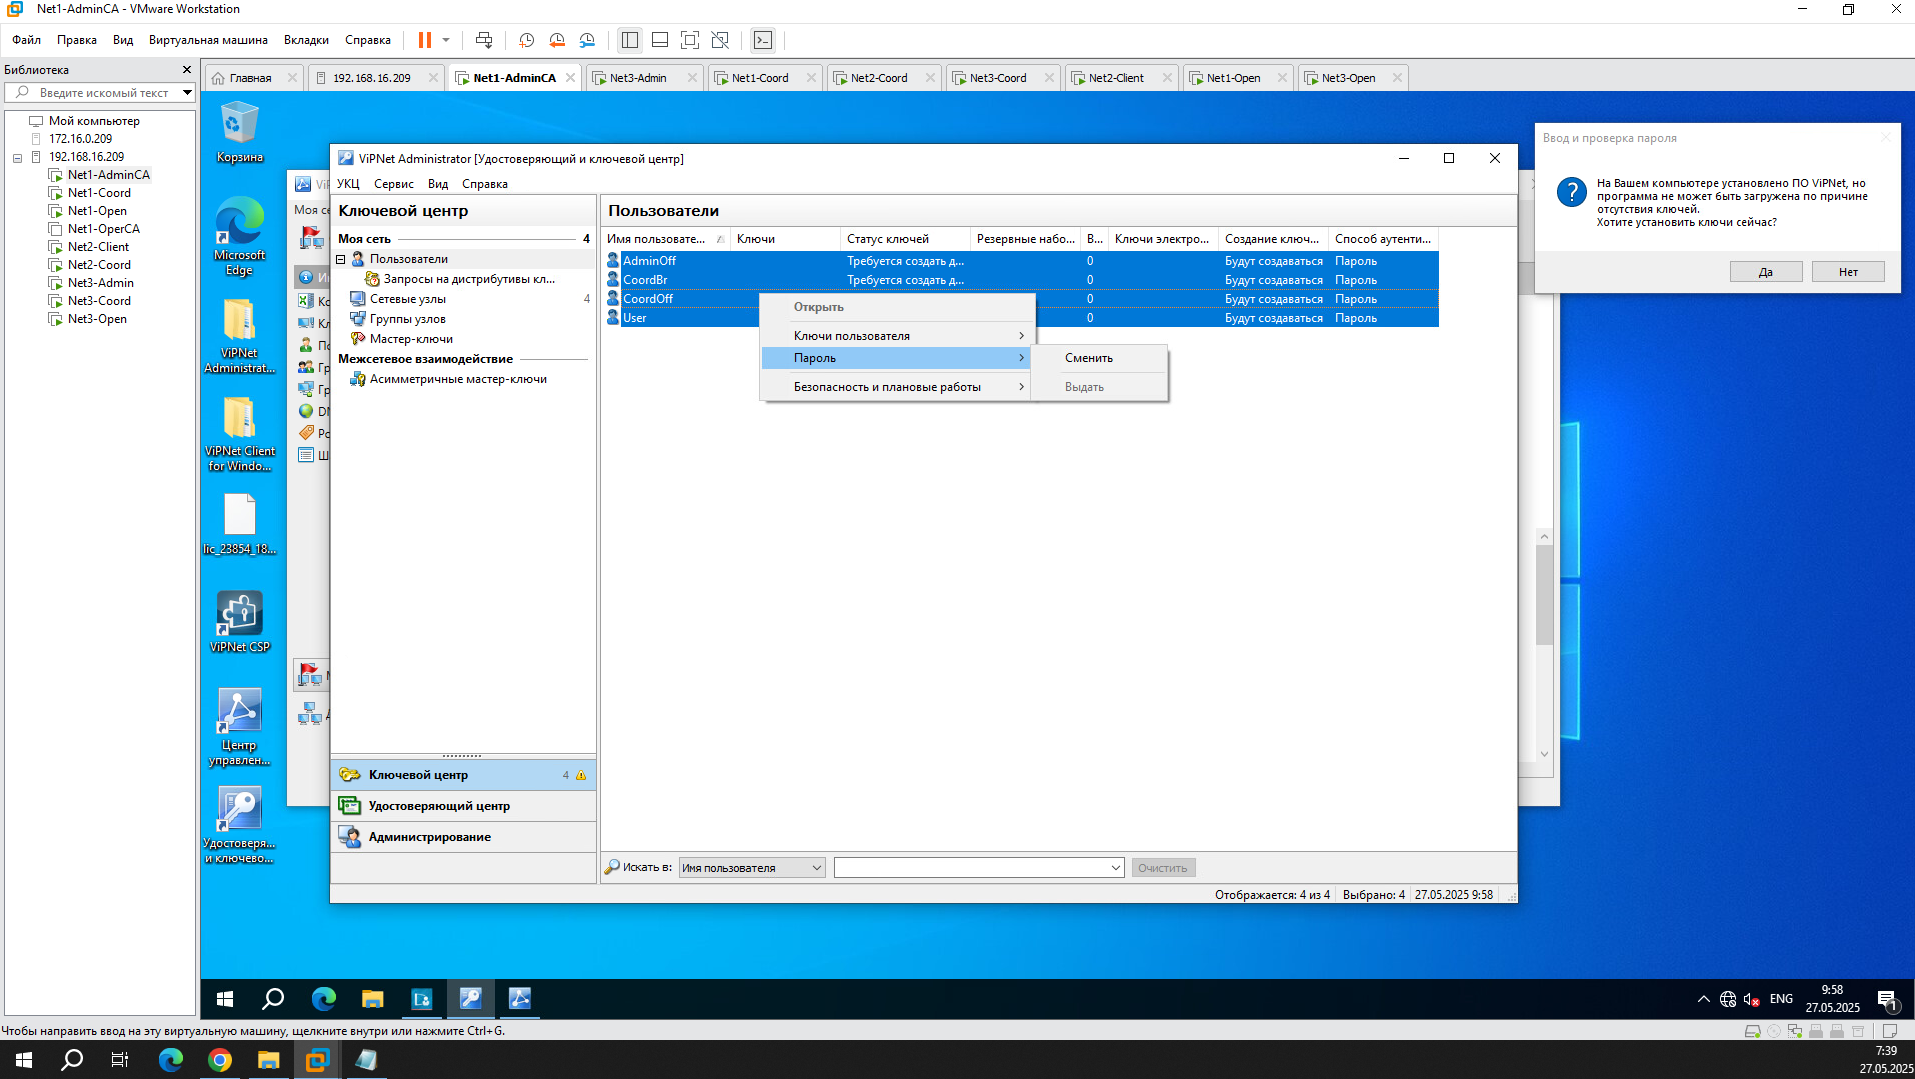 Net1-AdminCA - VMware Workstation
Файл Правка Вид Виртуальная машина Вкладки Справка
Библиотека
Введите искомый текст
Мой компьютер
172.16.0.209
192.168.16.209
Net1-AdminCA
Net1-Coord
Net1-Open
Net1-OperCA
Net2-Client
Net2-Coord
Net3-Admin
Net3-Coord
Net3-Open
Главная 192.168.16.209 Net1-AdminCA Net3-Admin Net1-Coord Net2-Coord Net3-Coord Net2-Client Net1-Open Net3-Open
Корзина
Microsoft
Edge
ViPNet
Administrat...
ViPNet Client
for Windo...
lic_23854_18...
ViPNet CSP
Центр
управлен...
Удостоверя...
и ключево...
Моя се
ViPNet Administrator [Удостоверяющий и ключевой центр]
УКЦ Сервис Вид Справка
Ключевой центр
Моя сеть 4
Пользователи
Запросы на дистрибутивы кл...
Сетевые узлы 4
Группы узлов
Мастер-ключи
Межсетевое взаимодействие
Асимметричные мастер-ключи
Ключевой центр 4
Удостоверяющий центр
Администрирование
Пользователи
Имя пользовате... Ключи Статус ключей Резервные набо... В... Ключи электро... Создание ключ... Способ аутенти...
AdminOff Требуется создать д... 0 Будут создаваться Пароль
CoordBr Требуется создать д... 0 Будут создаваться Пароль
CoordOff 0 Будут создаваться Пароль
User 0 Будут создаваться Пароль
Открыть
Ключи пользователя
Пароль
Безопасность и плановые работы
Сменить
Выдать
Искать в: Имя пользователя Очистить
Отображается: 4 из 4 Выбрано: 4 27.05.2025 9:58
Ввод и проверка пароля
На Вашем компьютере установлено ПО ViPNet, но
программа не может быть загружена по причине
отсутствия ключей.
Хотите установить ключи сейчас?
Да Нет
ENG
9:58
27.05.2025
1
Чтобы направить ввод на эту виртуальную машину, щелкните внутри или нажмите Ctrl+G.
7:39
27.05.2025